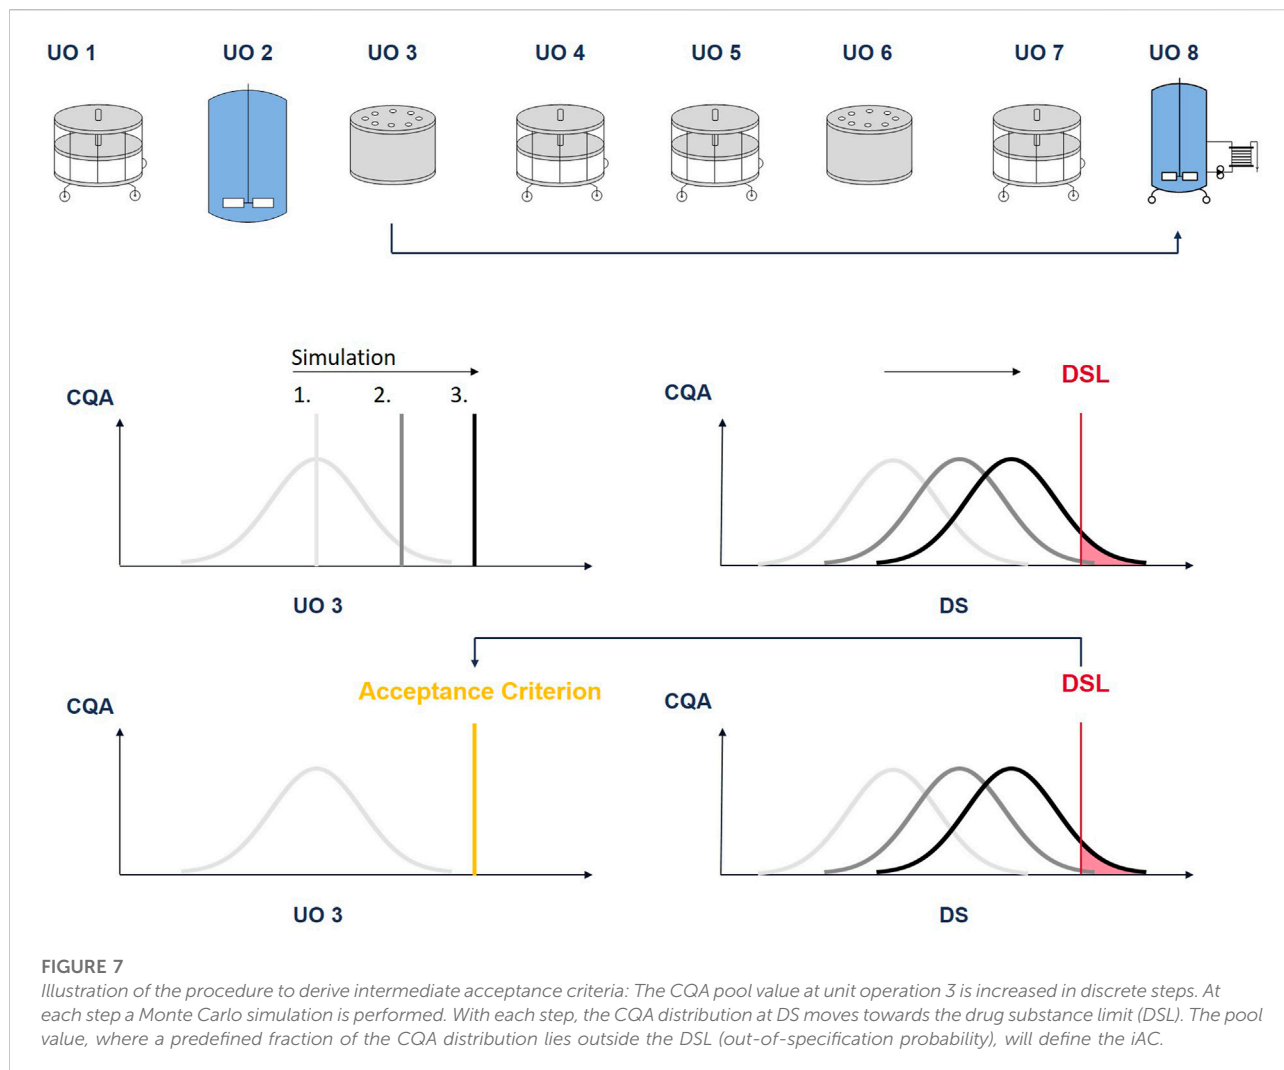 UO 1 UO 2 UO 3 UO 4 UO 5 UO 6 UO 7 UO 8
Simulation
1. 2. 3.
CQA
UO 3
DSL
CQA
DS
Acceptance Criterion
CQA
UO 3
DSL
CQA
DS
FIGURE 7
Illustration of the procedure to derive intermediate acceptance criteria: The CQA pool value at unit operation 3 is increased in discrete steps. At
each step a Monte Carlo simulation is performed. With each step, the CQA distribution at DS moves towards the drug substance limit (DSL). The pool
value, where a predefined fraction of the CQA distribution lies outside the DSL (out-of-specification probability), will define the iAC.